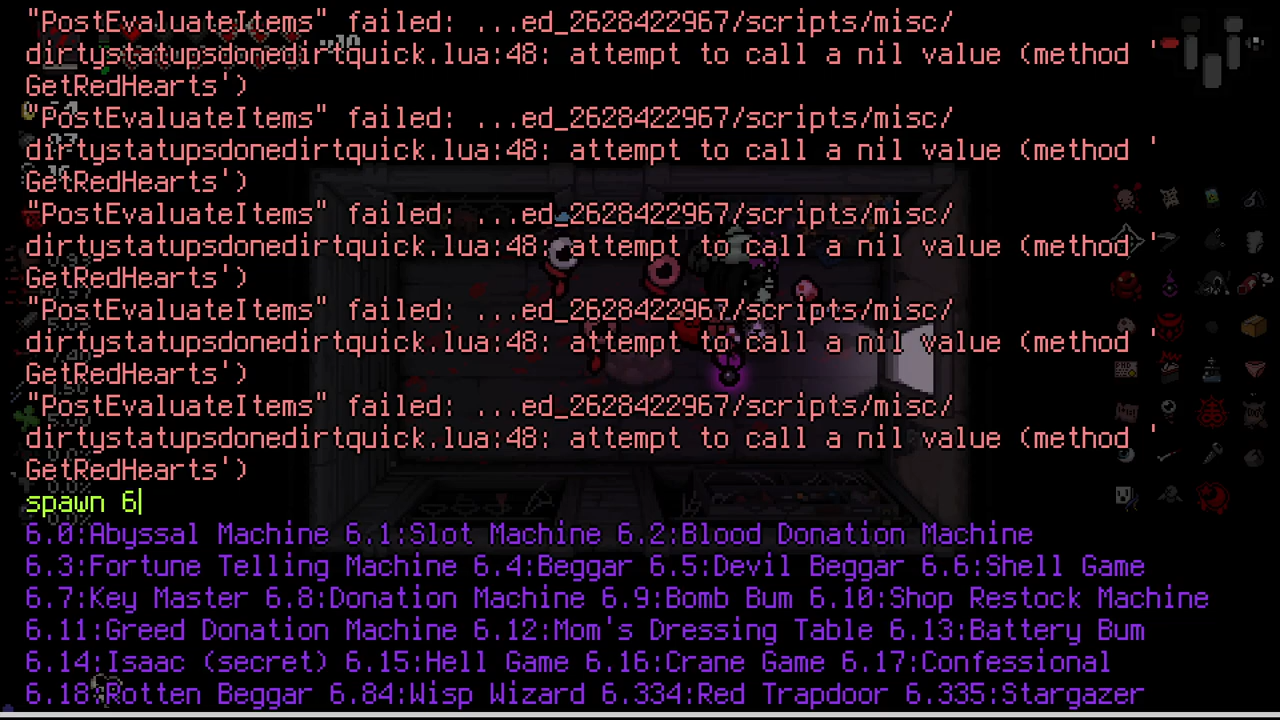 "PostEvaluateItems" failed: ...ed_2628422967/scripts/misc/
dirtystatupsdonedirtquick.lua:48: attempt to call a nil value (method '
GetRedHearts')
"PostEvaluateItems" failed: ...ed_2628422967/scripts/misc/
dirtystatupsdonedirtquick.lua:48: attempt to call a nil value (method '
GetRedHearts')
"PostEvaluateItems" failed: ...ed_2628422967/scripts/misc/
dirtystatupsdonedirtquick.lua:48: attempt to call a nil value (method '
GetRedHearts')
"PostEvaluateItems" failed: ...ed_2628422967/scripts/misc/
dirtystatupsdonedirtquick.lua:48: attempt to call a nil value (method '
GetRedHearts')
"PostEvaluateItems" failed: ...ed_2628422967/scripts/misc/
dirtystatupsdonedirtquick.lua:48: attempt to call a nil value (method '
GetRedHearts')
spawn 6
6.0:Abyssal Machine 6.1:Slot Machine 6.2:Blood Donation Machine
6.3:Fortune Telling Machine 6.4:Beggar 6.5:Devil Beggar 6.6:Shell Game
6.7:Key Master 6.8:Donation Machine 6.9:Bomb Bum 6.10:Shop Restock Machine
6.11:Greed Donation Machine 6.12:Mom's Dressing Table 6.13:Battery Bum
6.14:Isaac (secret) 6.15:Hell Game 6.16:Crane Game 6.17:Confessional
6.18:Rotten Beggar 6.84:Wisp Wizard 6.334:Red Trapdoor 6.335:Stargazer